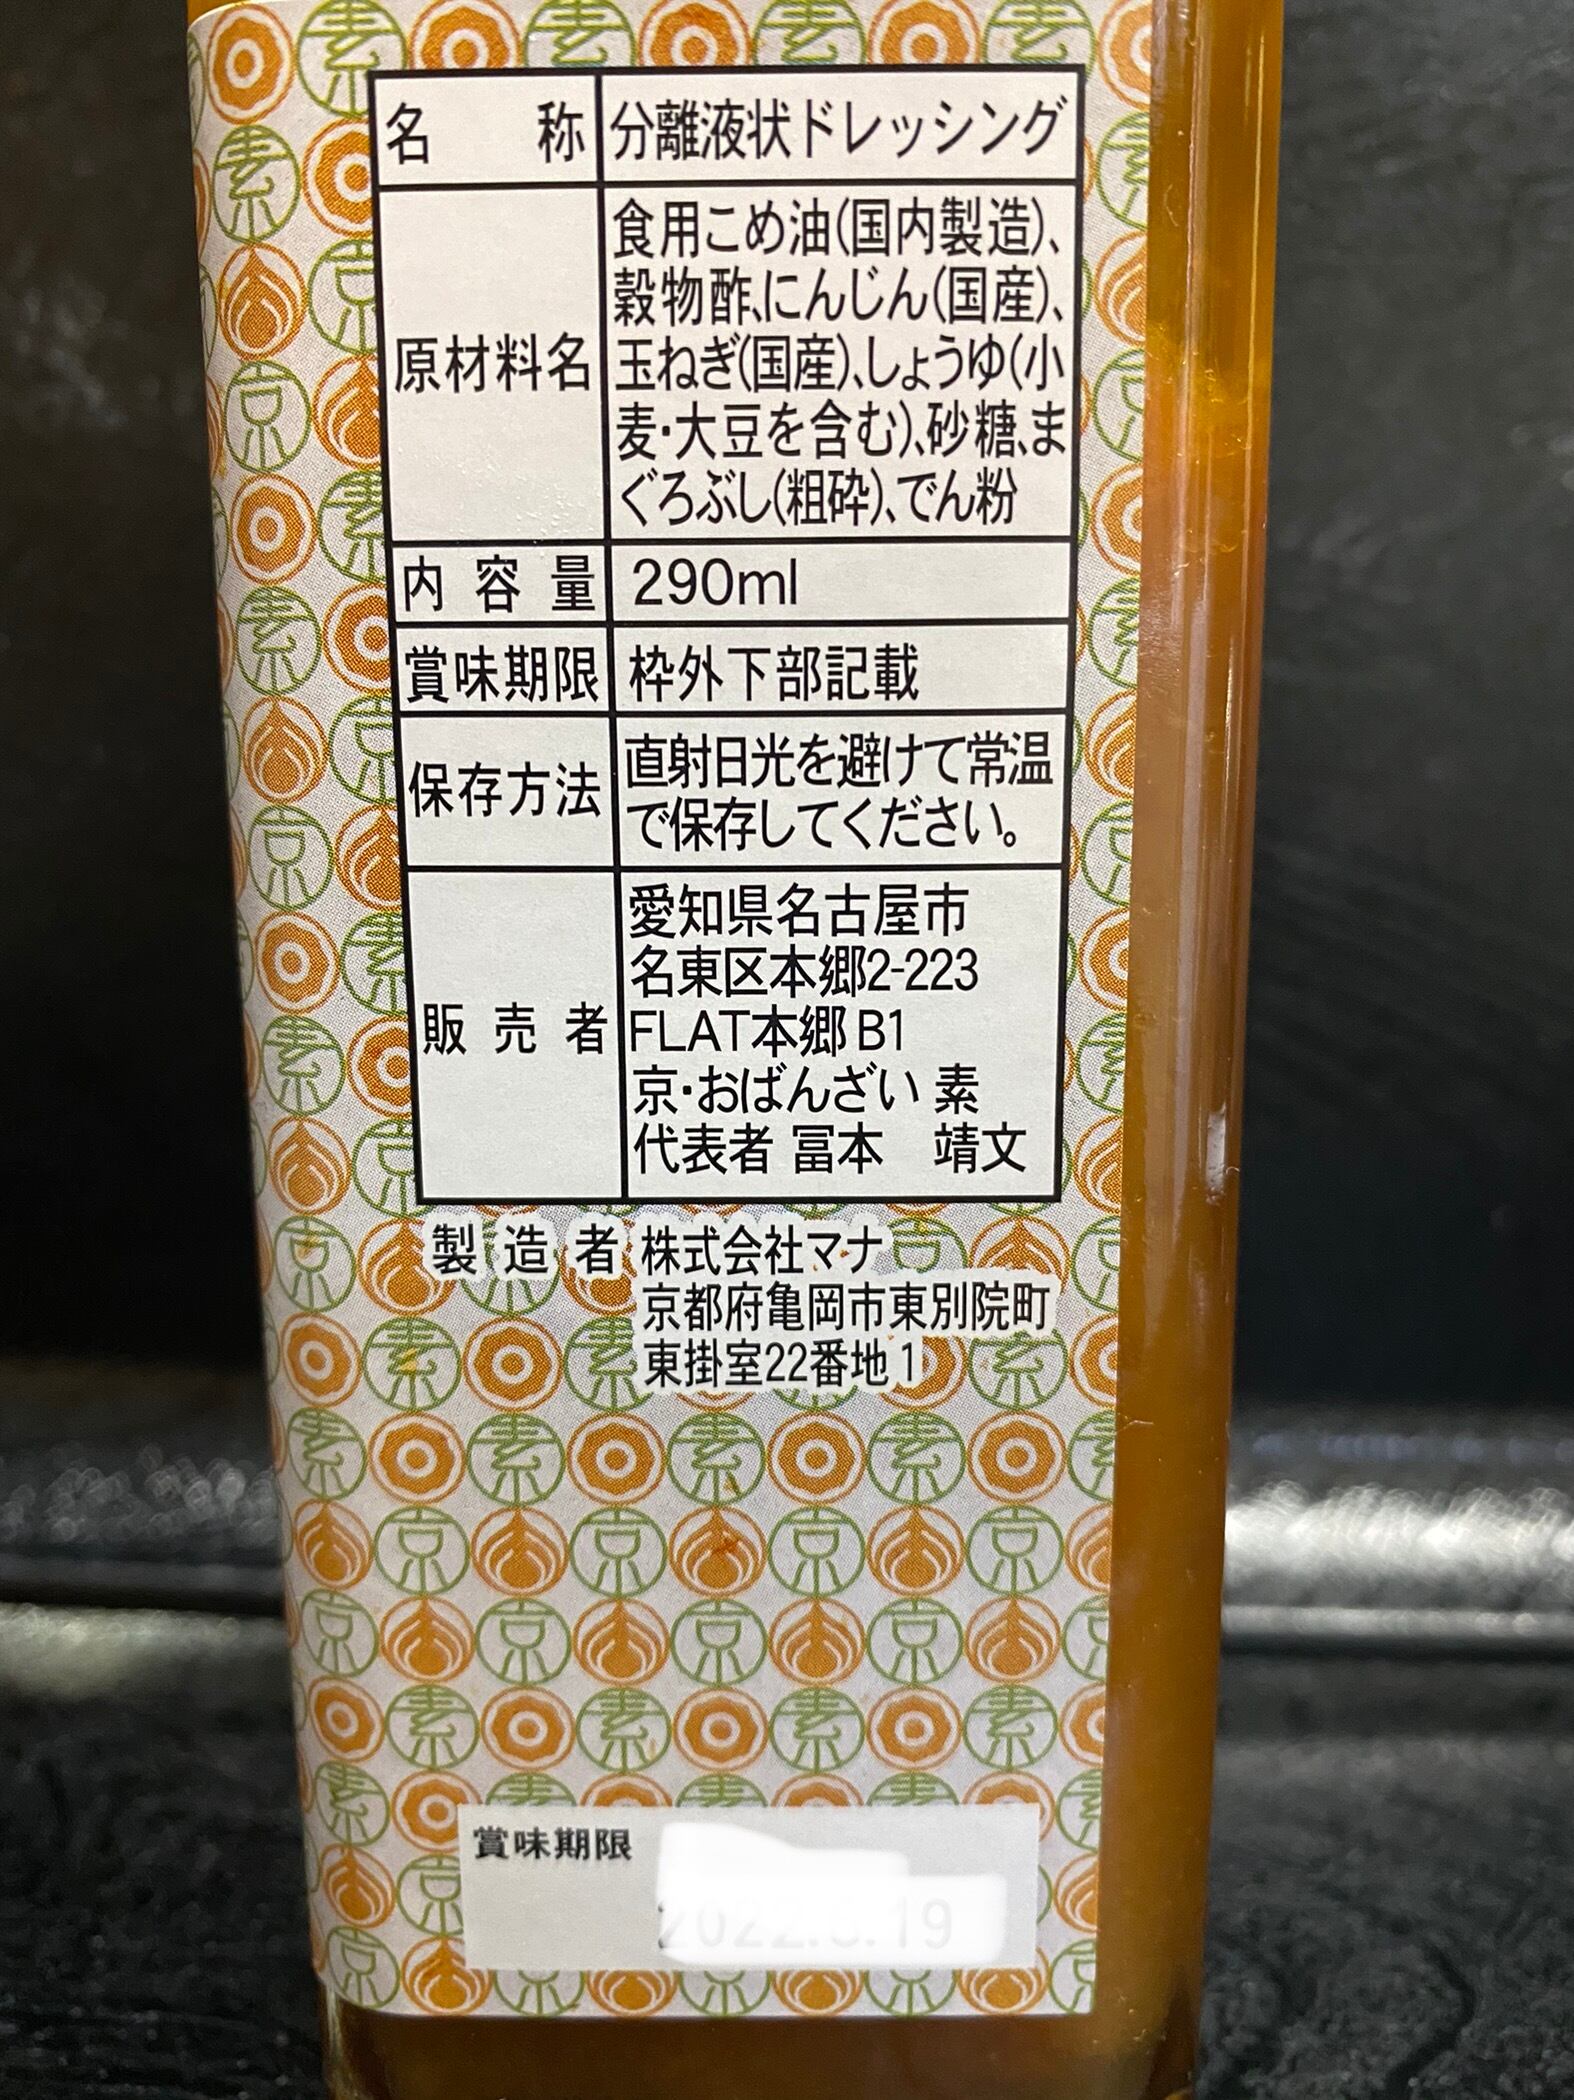 名称 分離液状ドレッシング
原材料名 食用こめ油(国内製造)、
穀物酢、にんじん(国産)、
玉ねぎ(国産)、しょうゆ(小
麦・大豆を含む)、砂糖、ま
ぐろぶし(粗砕)、でん粉
内容量 290ml
賞味期限 枠外下部記載
保存方法 直射日光を避けて常温
で保存してください。
販売者 愛知県名古屋市
名東区本郷2-223
FLAT本郷 B1
京・おばんざい 素
代表者 冨本 靖文
製造者 株式会社マナ
京都府亀岡市東別院町
東掛室22番地1
賞味期限